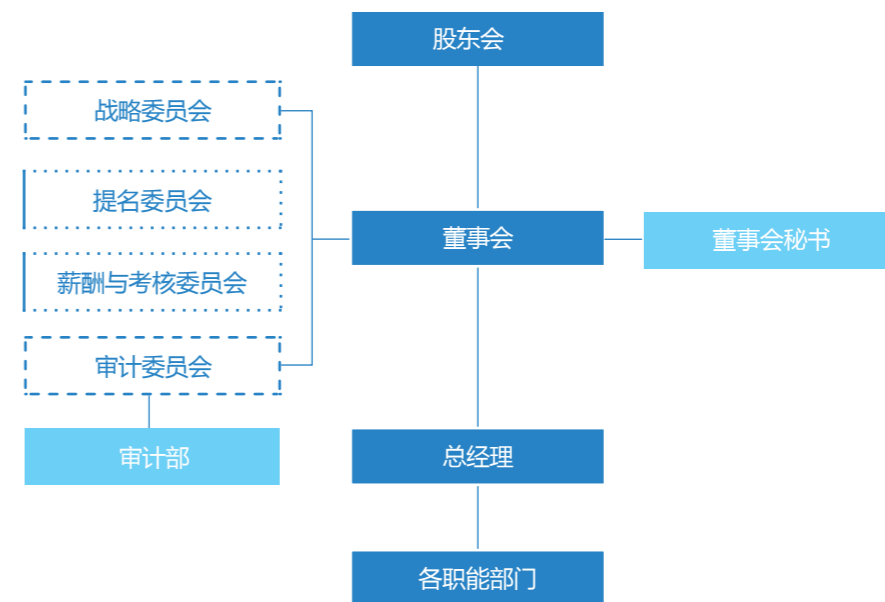 股东会
战略委员会
提名委员会
董事会
董事会秘书
薪酬与考核委员会
审计委员会
审计部
总经理
各职能部门